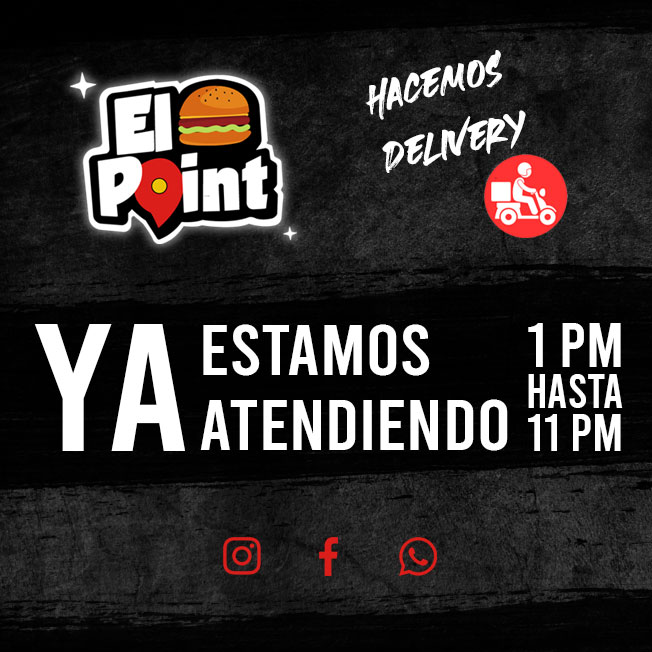 El
Point
HACEMOS
DELIVERY
YA
ESTAMOS
ATENDIENDO
1 PM
HASTA
11 PM